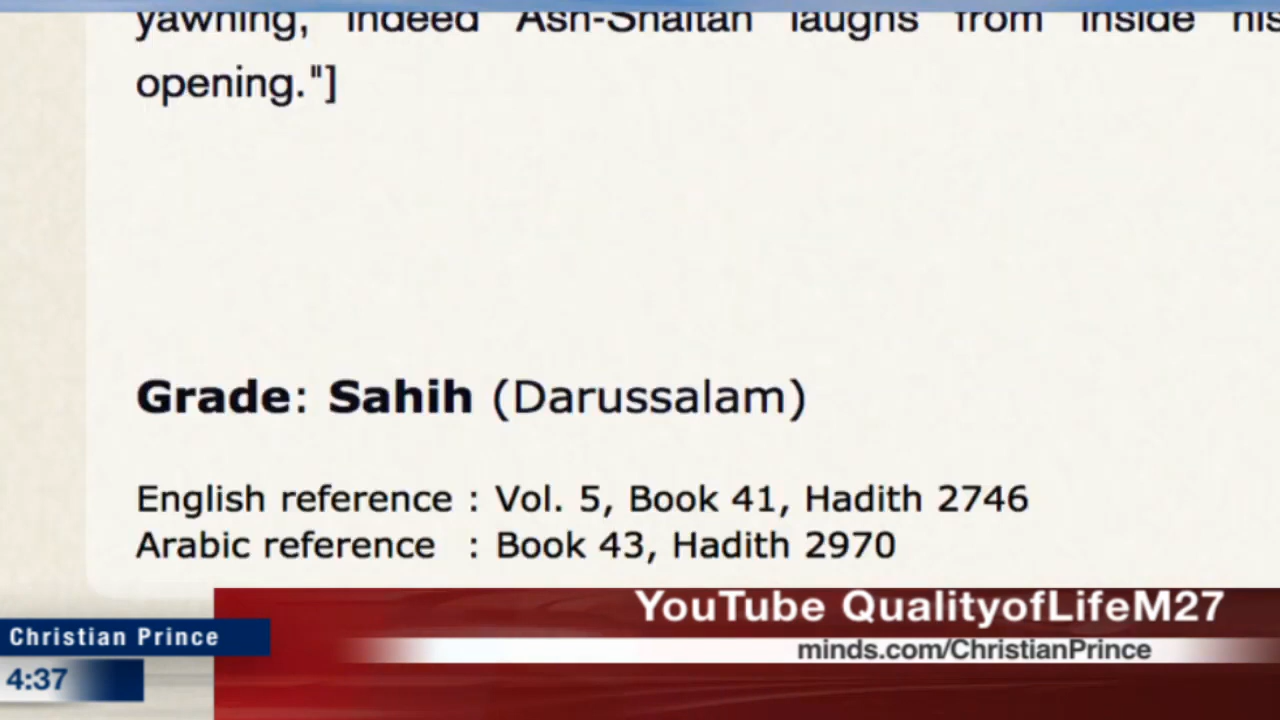 yawning, indeed Ash-Shaitan laughs from inside his
opening."]
Grade: Sahih (Darussalam)
English reference : Vol. 5, Book 41, Hadith 2746
Arabic reference : Book 43, Hadith 2970
YouTube QualityofLifeM27
Christian Prince
minds.com/ChristianPrince
4:37